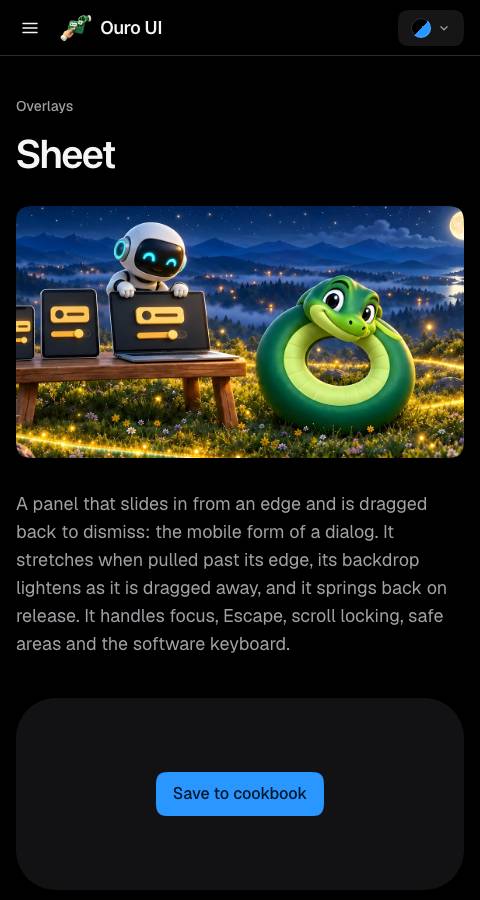 Ouro UI
Overlays
Sheet
A panel that slides in from an edge and is dragged
back to dismiss: the mobile form of a dialog. It
stretches when pulled past its edge, its backdrop
lightens as it is dragged away, and it springs back on
release. It handles focus, Escape, scroll locking, safe
areas and the software keyboard.
Save to cookbook